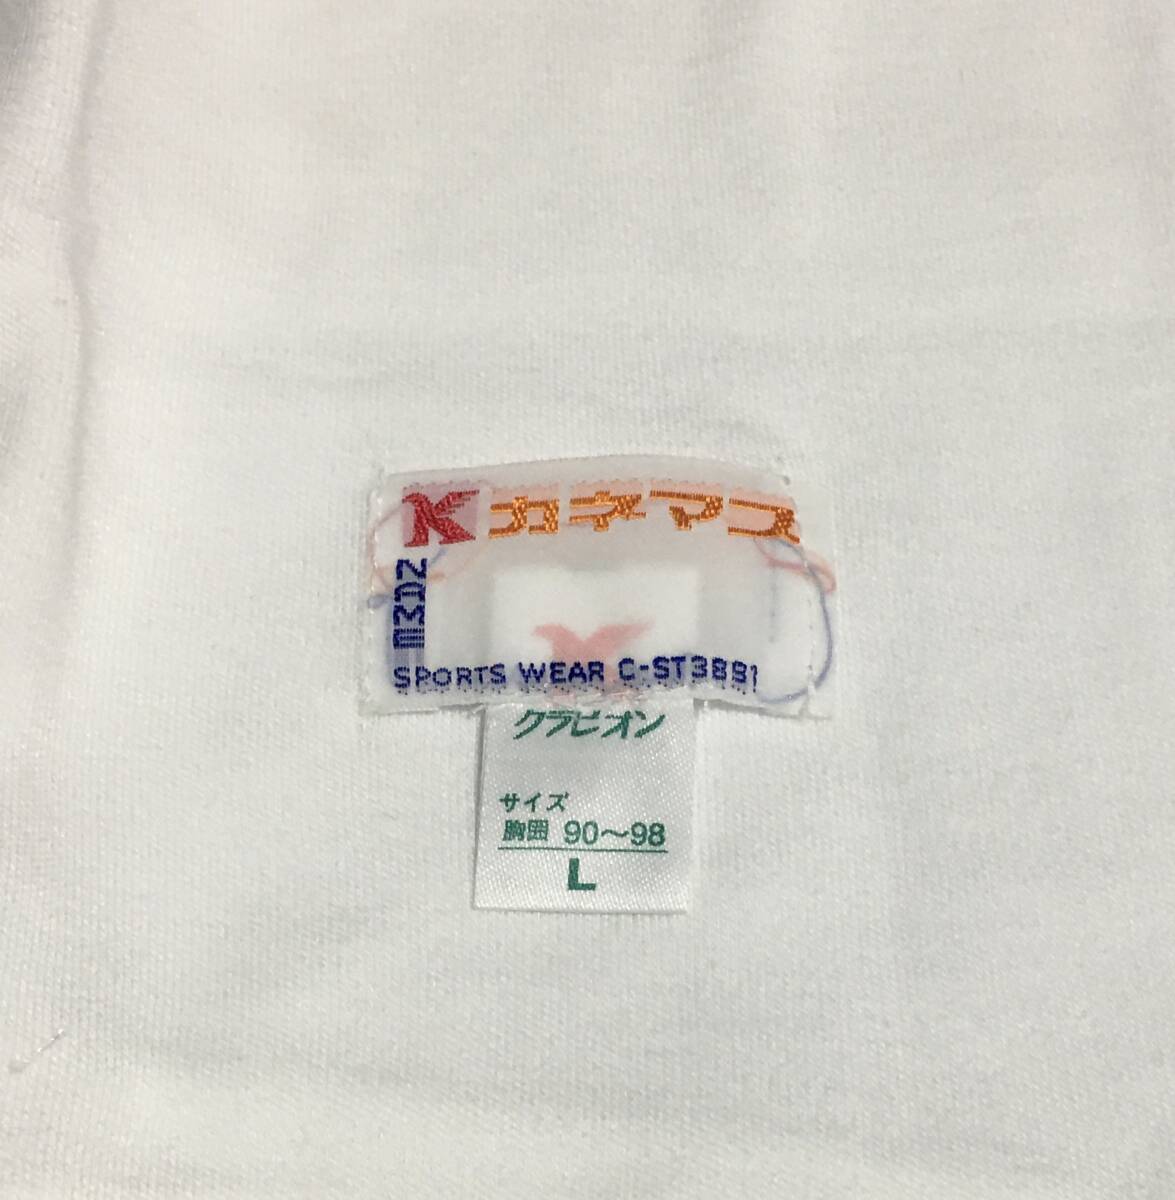 K カネマス
NAME
SPORTS WEAR C-ST3881
クラビオン
サイズ
胸囲 90～98
L